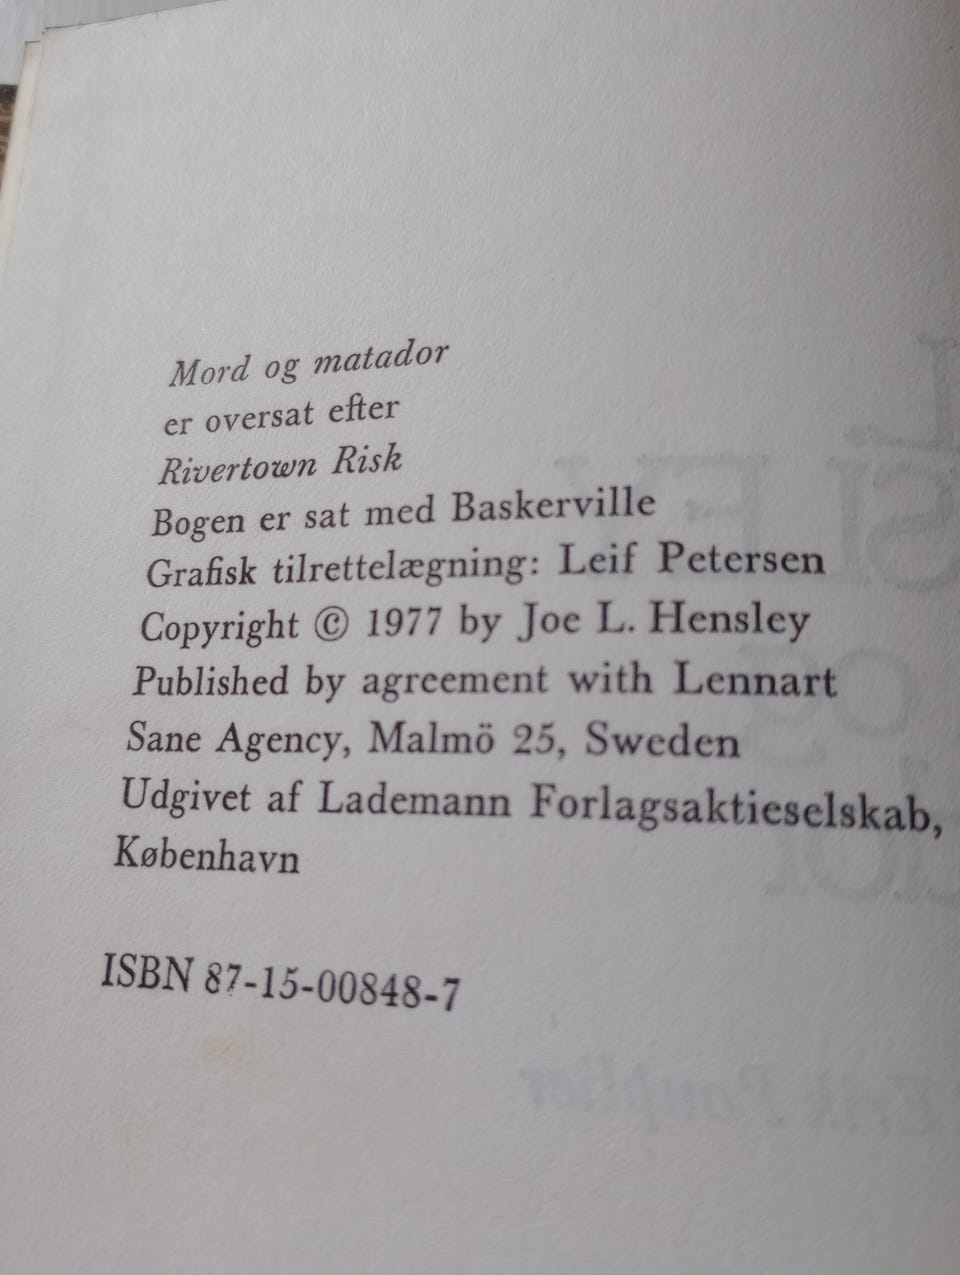 Mord og matador
er oversat efter
Rivertown Risk
Bogen er sat med Baskerville
Grafisk tilrettelægning: Leif Petersen
Copyright © 1977 by Joe L. Hensley
Published by agreement with Lennart
Sane Agency, Malmö 25, Sweden
Udgivet af Lademann Forlagsaktieselskab,
København
ISBN 87-15-00848-7